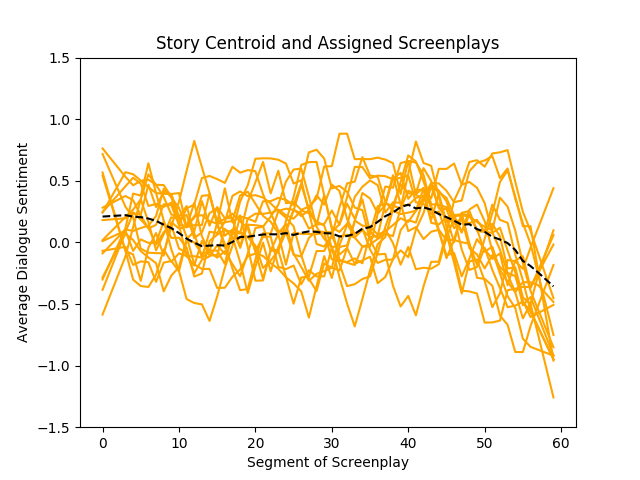 Story Centroid and Assigned Screenplays
1.5
1.0
0.5
0.0
−0.5
−1.0
−1.5
Average Dialogue Sentiment
0 10 20 30 40 50 60
Segment of Screenplay